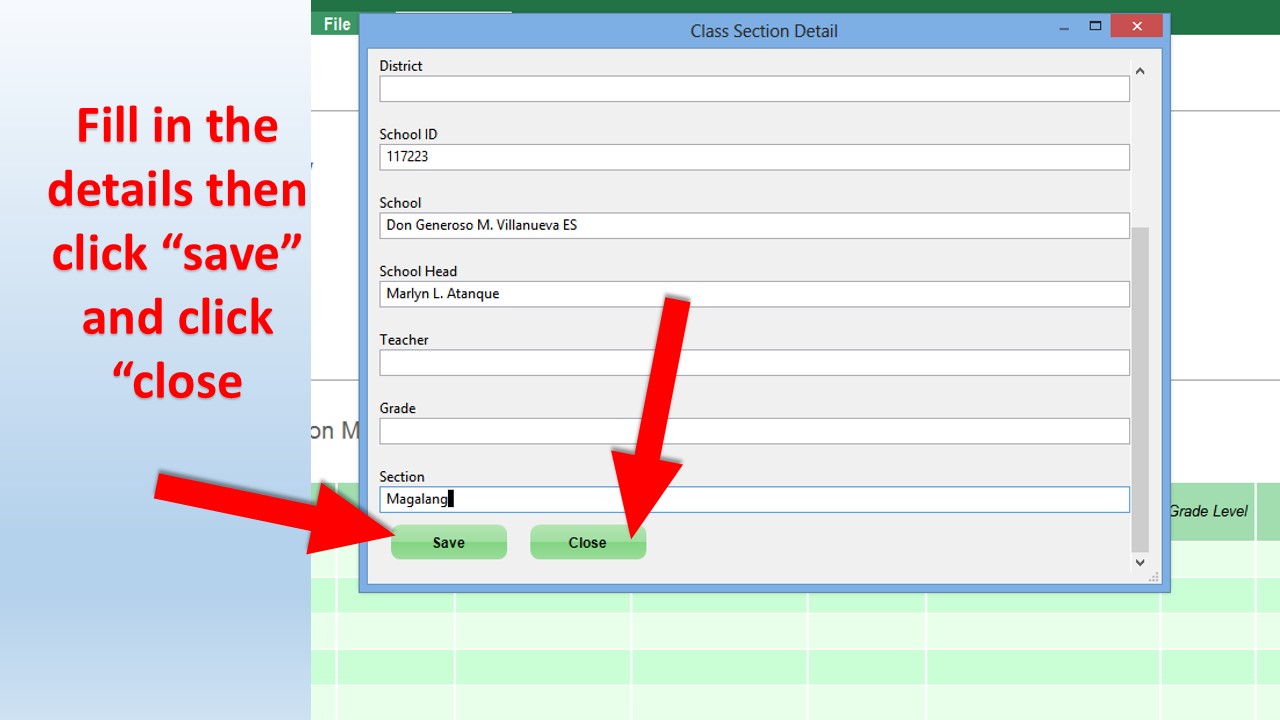 Fill in the
details then
click “save”
and click
“close
File
Class Section Detail
District
School ID
117223
School
Don Generoso M. Villanueva ES
School Head
Marlyn L. Atanque
Teacher
Grade
Section
Magalang
Save
Close
on M
Grade Level